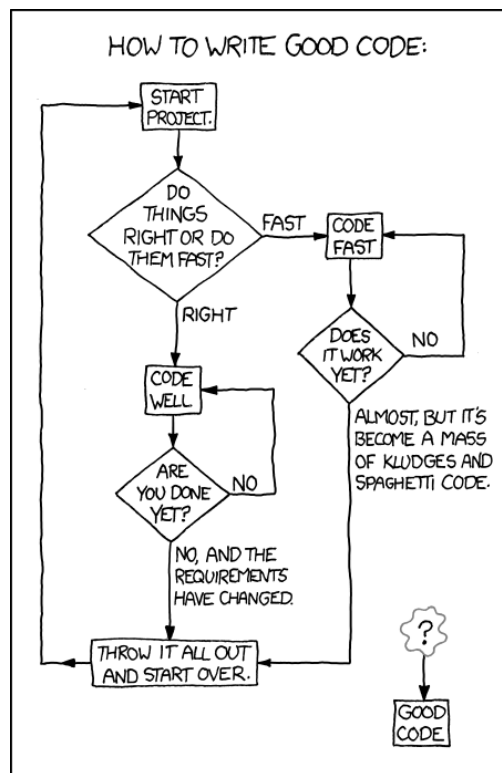 HOW TO WRITE GOOD CODE:
START
PROJECT.
DO
THINGS
RIGHT OR DO
THEM FAST?
FAST
CODE
FAST
RIGHT
DOES
IT WORK
YET?
NO
CODE
WELL
ALMOST, BUT IT'S
BECOME A MASS
OF KLUDGES AND
SPAGHETTI CODE.
ARE
YOU DONE
YET?
NO
NO, AND THE
REQUIREMENTS
HAVE CHANGED.
THROW IT ALL OUT
AND START OVER.
?
GOOD
CODE